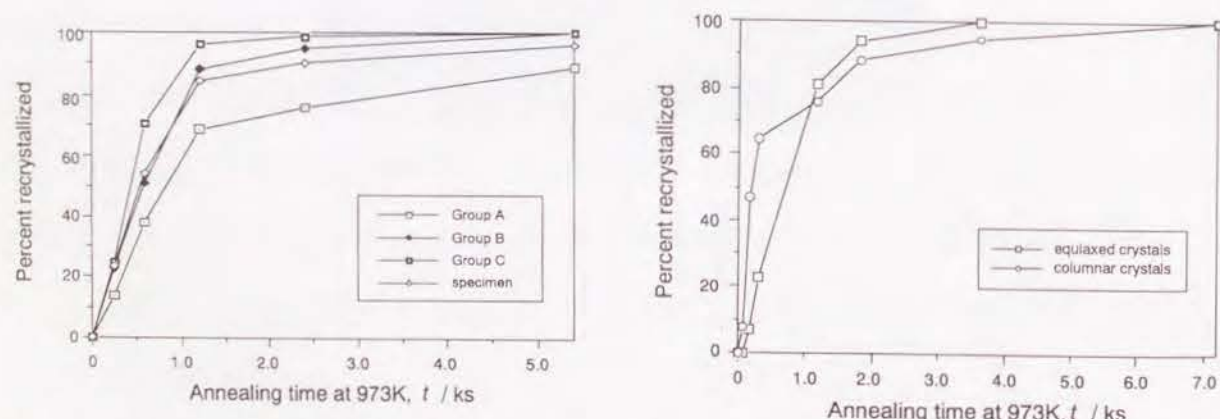 100
80
60
40
20
0
Percent recrystallized
0 1.0 2.0 3.0 4.0 5.0
Annealing time at 973K, t / ks
Group A
Group B
Group C
specimen
100
80
60
40
20
0
Percent recrystallized
0 1.0 2.0 3.0 4.0 5.0 6.0 7.0
Annealing time at 973K, t / ks
equiaxed crystals
columnar crystals